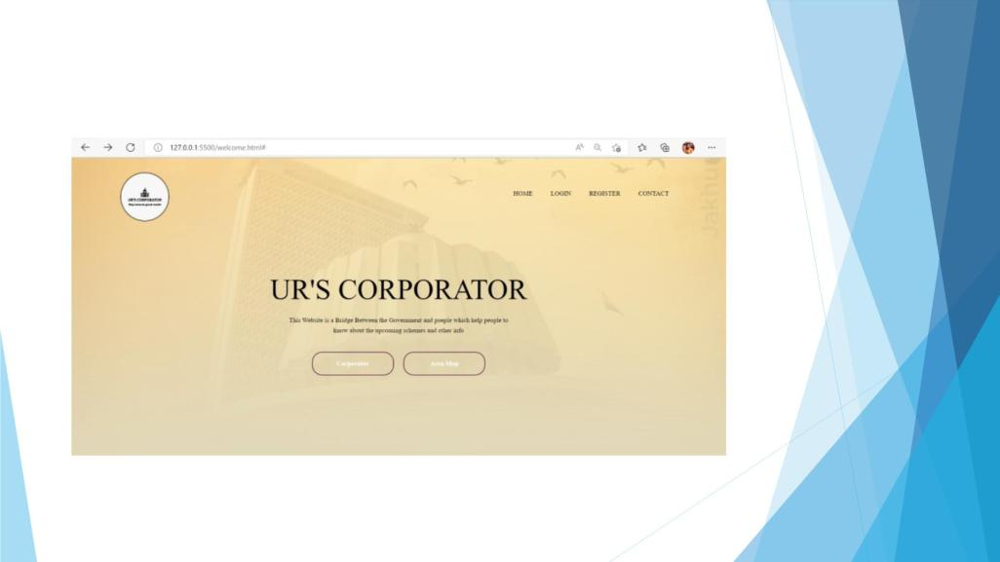 127.0.0.1:5500/welcome.html#
UR'S CORPORATOR
HOME LOGIN REGISTER CONTACT
Jakhu
UR'S CORPORATOR
This Website is a Bridge Between the Government and poeple which help people to
know about the upcoming schemes and other info
Corporator Area Map